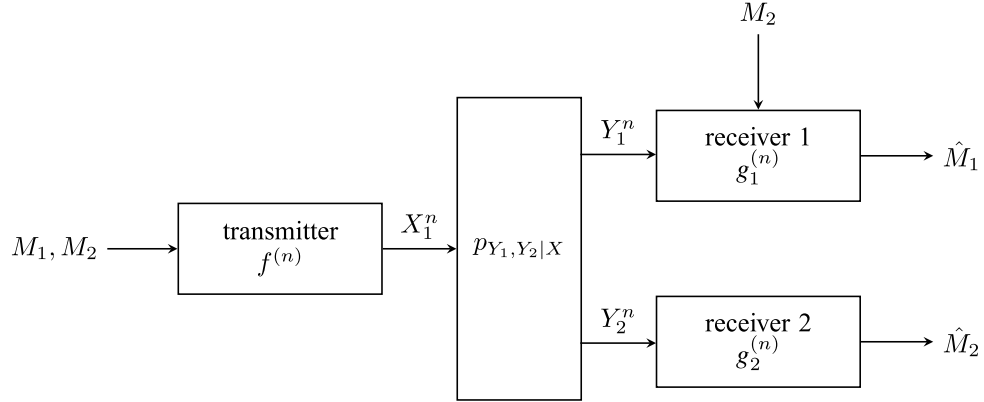 M_2
receiver 1
g_1^{(n)}
Y_1^n
\hat{M}_1
transmitter
f^{(n)}
M_1, M_2
X_1^n
p_{Y_1,Y_2|X}
Y_2^n
receiver 2
g_2^{(n)}
\hat{M}_2